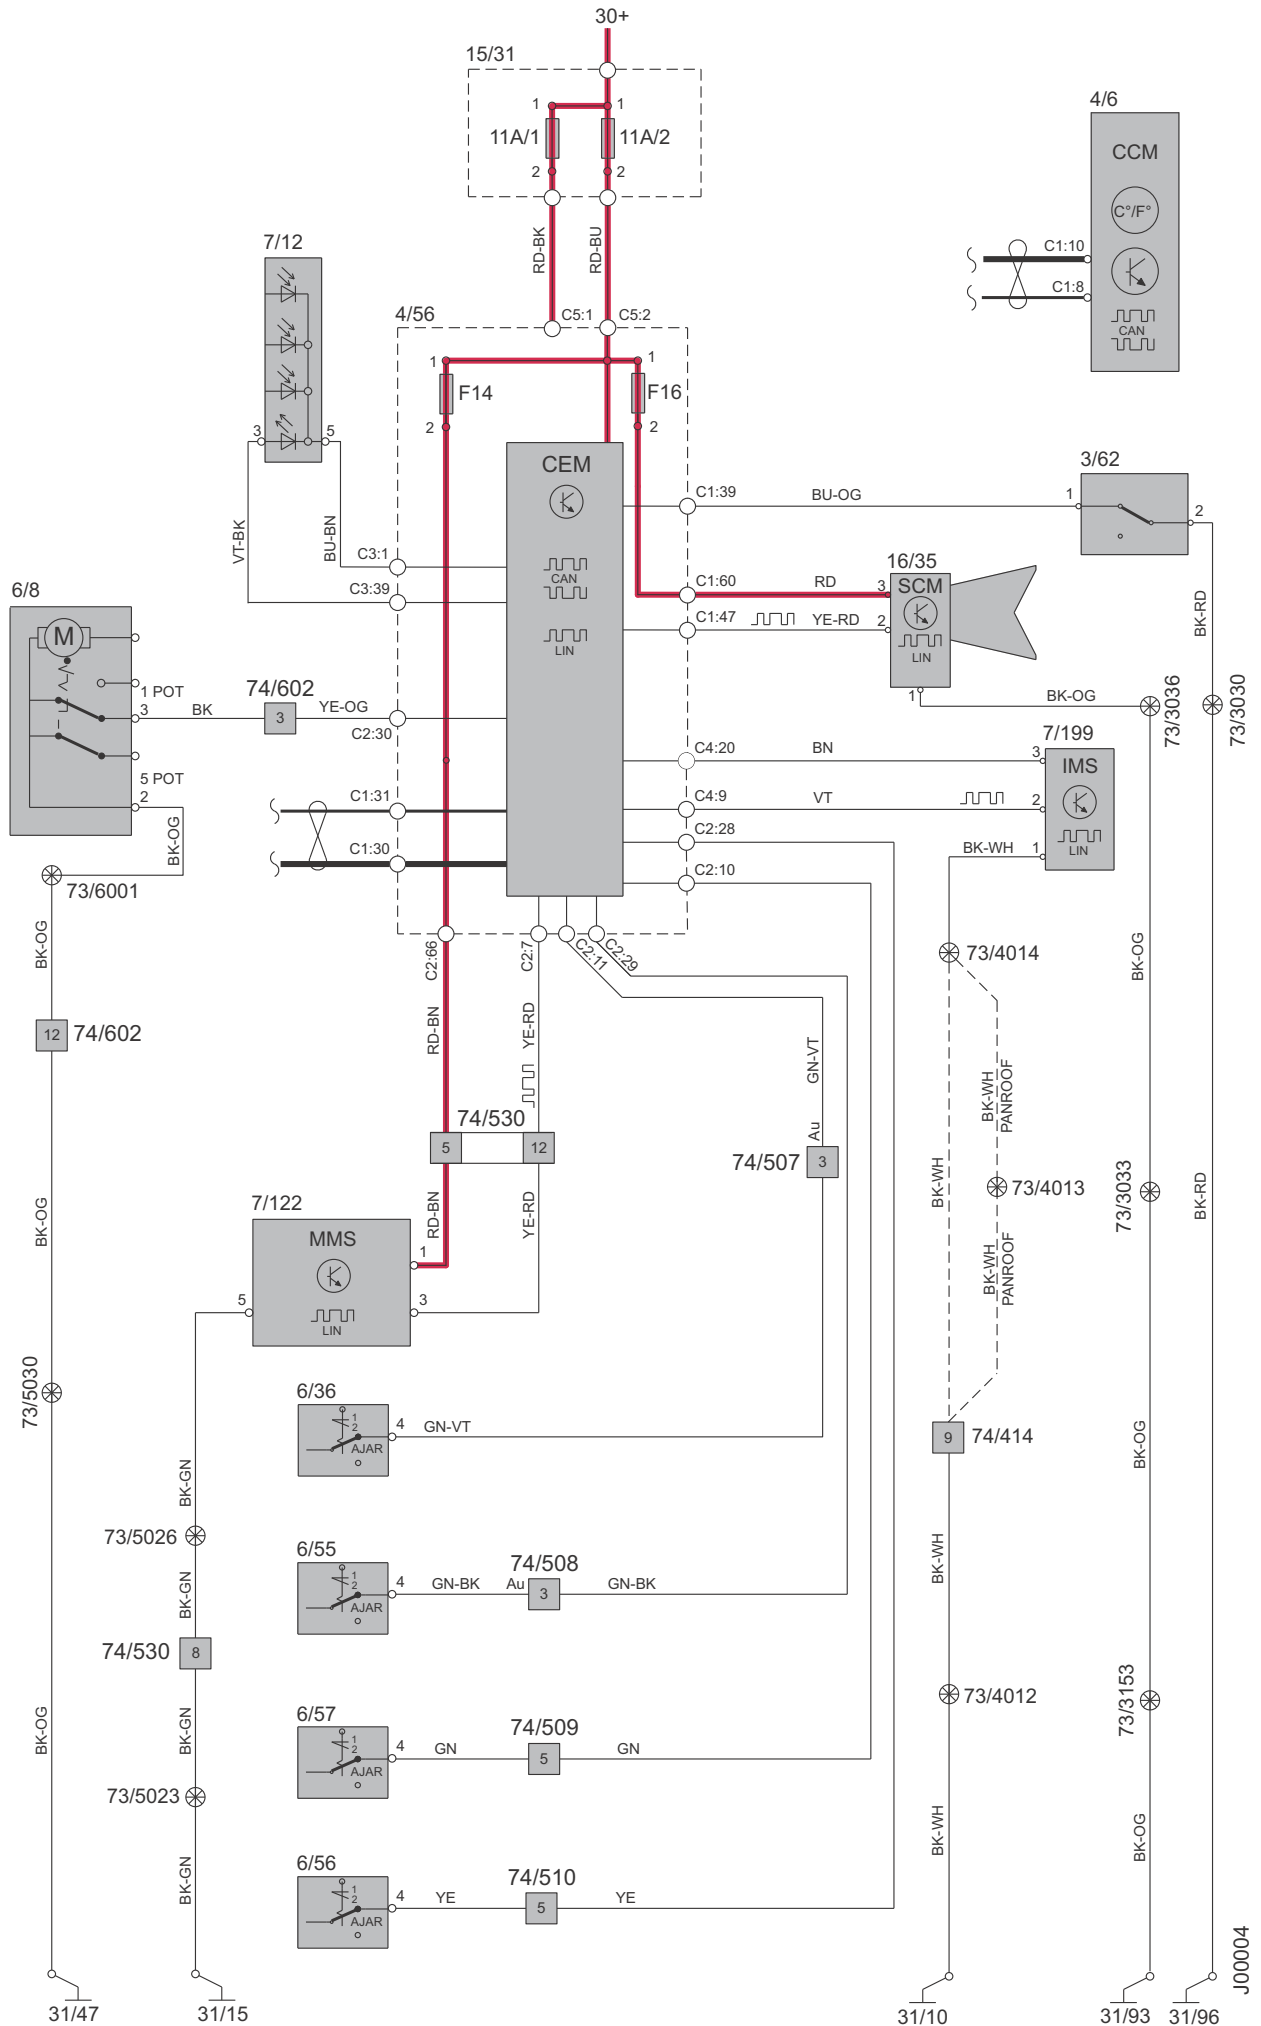 30+
15/31
1
1
11A/1
11A/2
2
2
RD-BK
RD-BU
4/6
CCM
C°/F°
C1:10
C1:8
CAN
7/12
3
5
VT-BK
BU-BN
4/56
C5:1
C5:2
1
1
F14
F16
2
2
CEM
CAN
LIN
C3:1
C3:39
C1:39
BU-OG
3/62
1
2
BK-RD
16/35
SCM
LIN
C1:60
RD
3
C1:47
YE-RD
2
1
BK-OG
73/3036
73/3030
6/8
M
1 POT
3
BK
74/602
3
YE-OG
C2:30
5 POT
2
BK-OG
C1:31
C1:30
C4:20
BN
3
7/199
IMS
LIN
C4:9
VT
2
C2:28
BK-WH
1
C2:10
73/6001
BK-OG
12
74/602
C2:66
C2:7
C2:11
C2:29
73/4014
BK-OG
RD-BN
YE-RD
GN-VT
Au
BK-WH
PANROOF
74/530
5
12
74/507
3
BK-WH
73/4013
73/3033
BK-RD
BK-OG
RD-BN
YE-RD
7/122
MMS
LIN
1
5
3
BK-WH
PANROOF
73/5030
6/36
1
2
AJAR
4
GN-VT
9
74/414
BK-OG
BK-GN
73/5026
6/55
1
2
AJAR
4
GN-BK
Au
74/508
3
GN-BK
BK-WH
BK-GN
74/530
8
BK-OG
BK-GN
6/57
1
2
AJAR
4
GN
74/509
5
GN
73/4012
73/3153
73/5023
BK-GN
6/56
1
2
AJAR
4
YE
74/510
5
YE
BK-WH
BK-OG
31/47
31/15
31/10
31/93
31/96
J00004